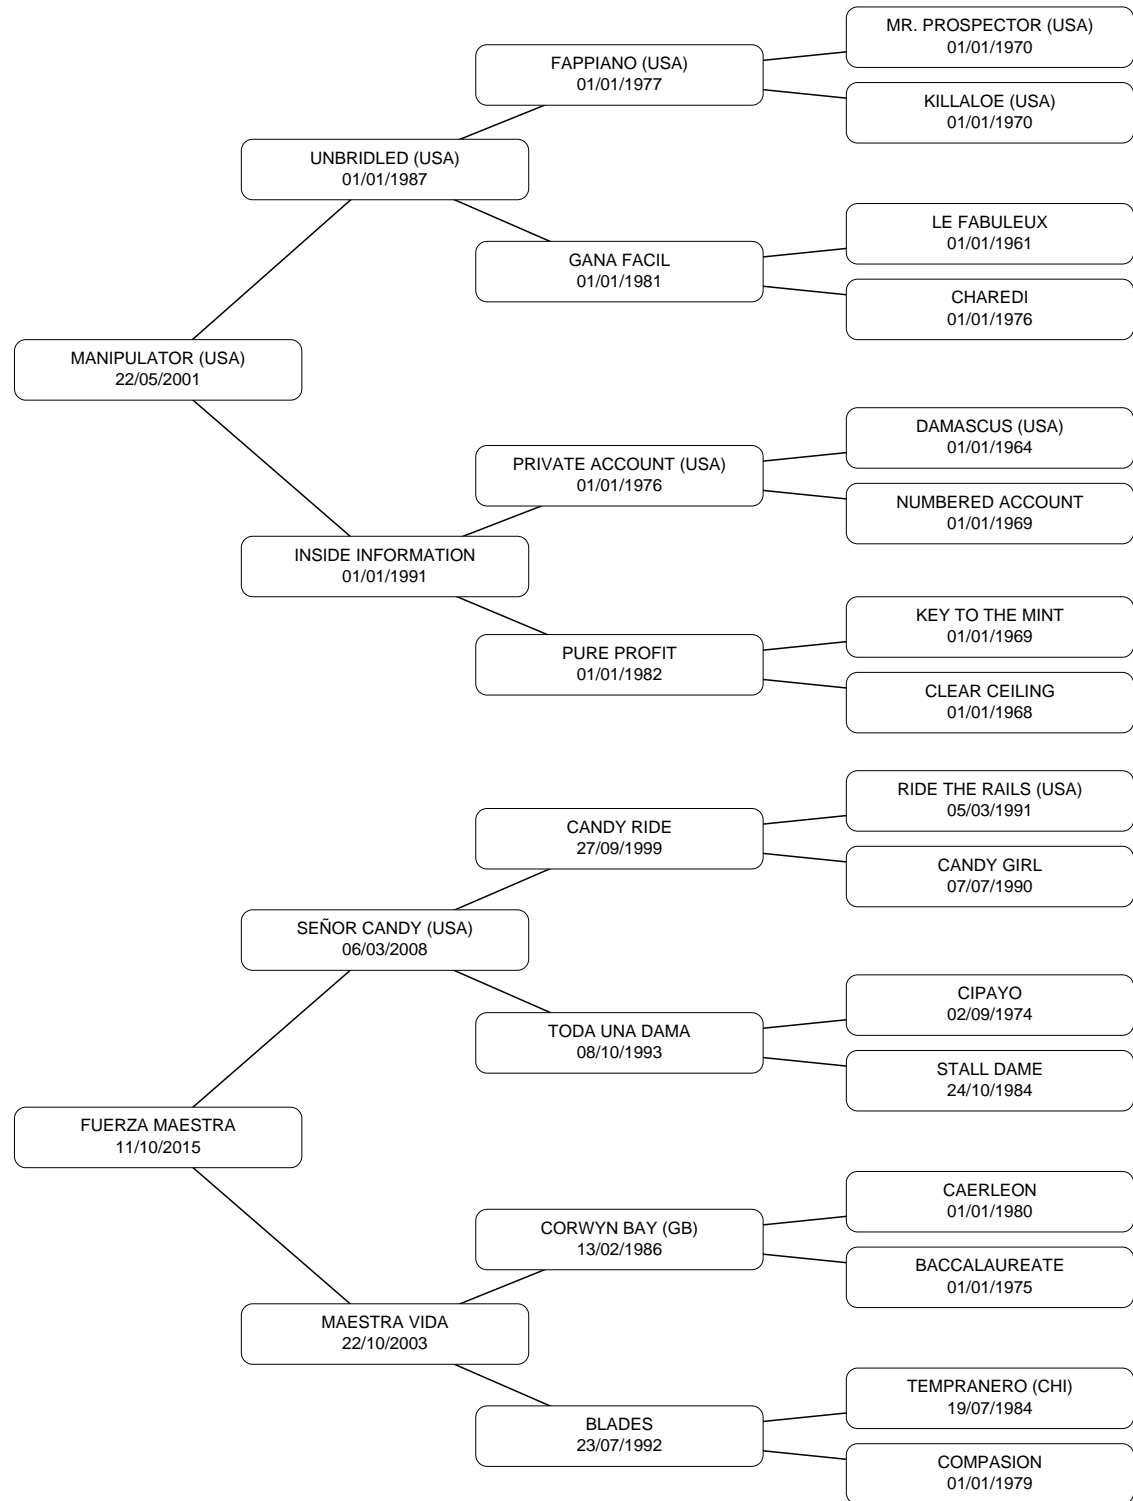 MR. PROSPECTOR (USA)
01/01/1970
FAPPIANO (USA)
01/01/1977
KILLALOE (USA)
01/01/1970
UNBRIDLED (USA)
01/01/1987
LE FABULEUX
01/01/1961
GANA FACIL
01/01/1981
CHAREDI
01/01/1976
MANIPULATOR (USA)
22/05/2001
DAMASCUS (USA)
01/01/1964
PRIVATE ACCOUNT (USA)
01/01/1976
NUMBERED ACCOUNT
01/01/1969
INSIDE INFORMATION
01/01/1991
KEY TO THE MINT
01/01/1969
PURE PROFIT
01/01/1982
CLEAR CEILING
01/01/1968
RIDE THE RAILS (USA)
05/03/1991
CANDY RIDE
27/09/1999
CANDY GIRL
07/07/1990
SEÑOR CANDY (USA)
06/03/2008
CIPAYO
02/09/1974
TODA UNA DAMA
08/10/1993
STALL DAME
24/10/1984
FUERZA MAESTRA
11/10/2015
CAERLEON
01/01/1980
CORWYN BAY (GB)
13/02/1986
BACCALAUREATE
01/01/1975
MAESTRA VIDA
22/10/2003
TEMPRANERO (CHI)
19/07/1984
BLADES
23/07/1992
COMPASION
01/01/1979